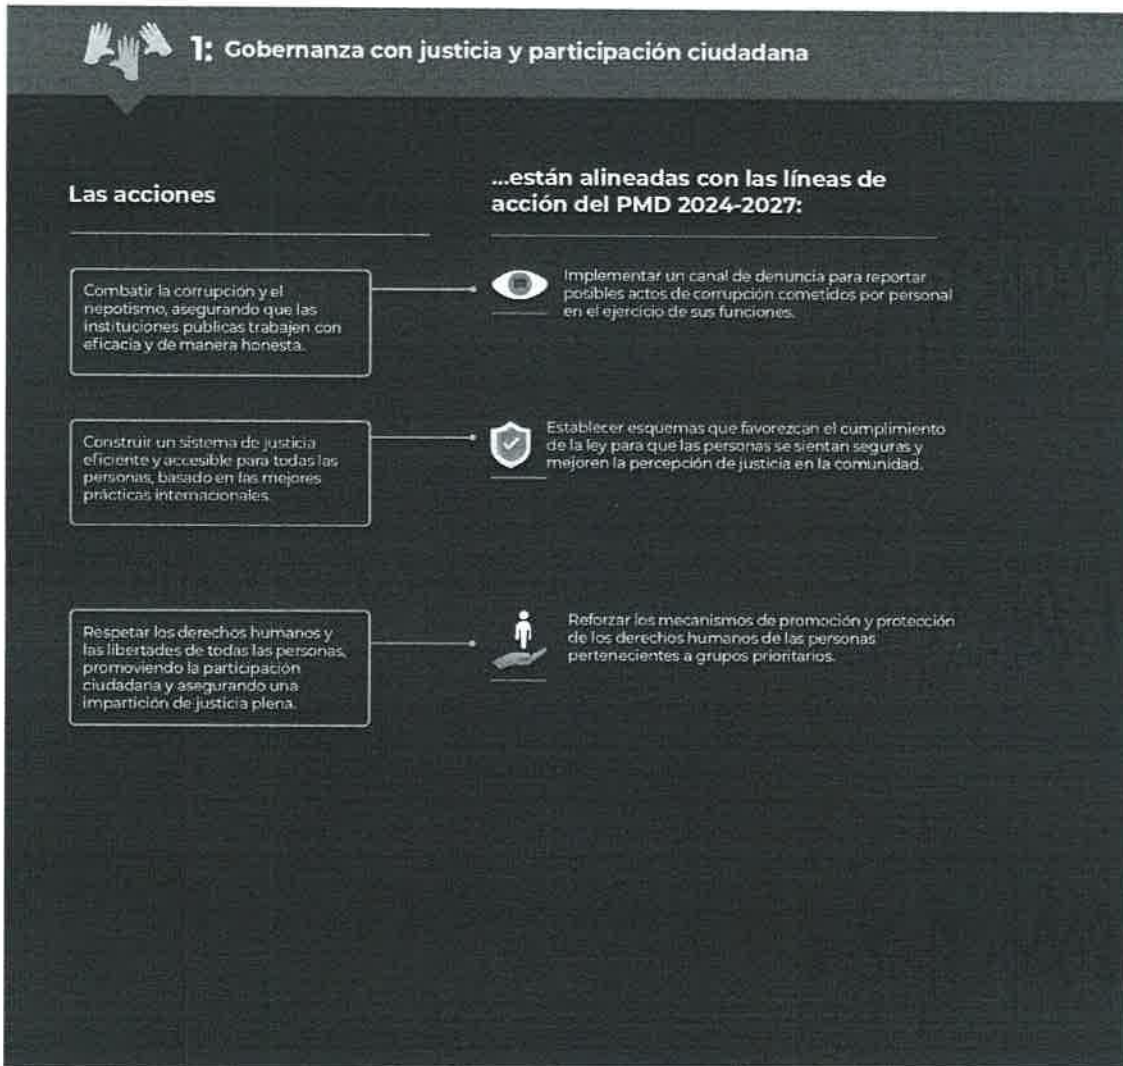 1: Gobernanza con justicia y participación ciudadana
Las acciones
...están alineadas con las líneas de
acción del PMD 2024-2027:
Combatir la corrupción y el
nepotismo, asegurando que las
instituciones públicas trabajen con
eficacia y de manera honesta.
Implementar un canal de denuncia para reportar
posibles actos de corrupción cometidos por personal
en el ejercicio de sus funciones.
Construir un sistema de justicia
eficiente y accesible para todas las
personas, basado en las mejores
prácticas internacionales.
Establecer esquemas que favorezcan el cumplimiento
de la ley para que las personas se sientan seguras y
mejoren la percepción de justicia en la comunidad.
Respetar los derechos humanos y
las libertades de todas las personas,
promoviendo la participación
ciudadana y asegurando una
impartición de justicia plena.
Reforzar los mecanismos de promoción y protección
de los derechos humanos de las personas
pertenecientes a grupos prioritarios.